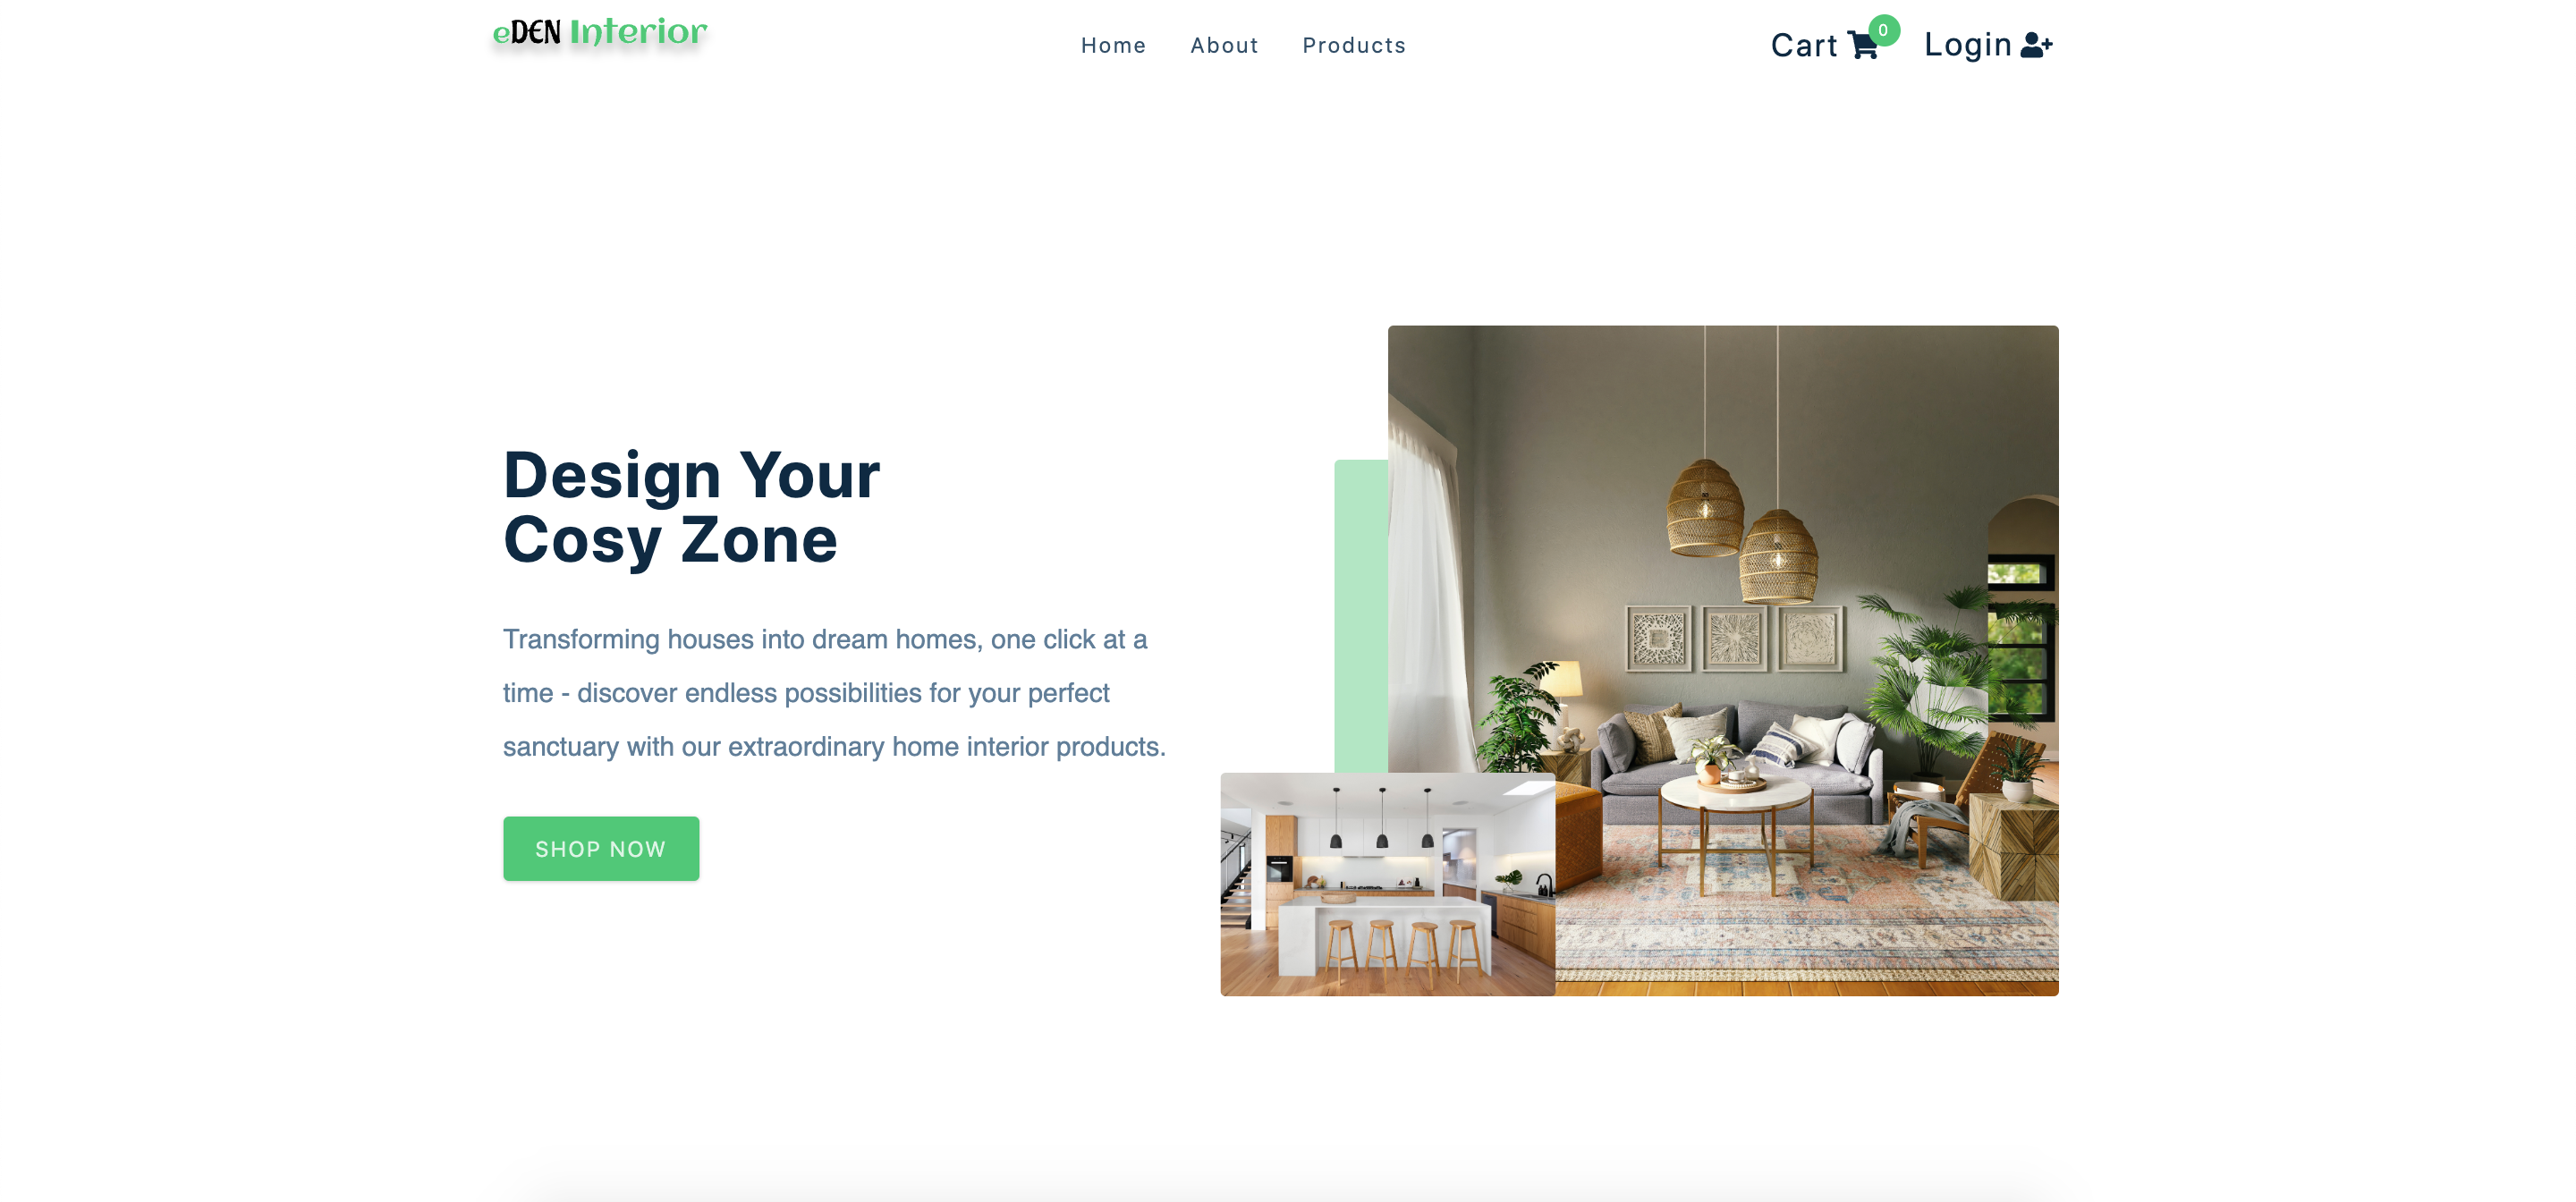 eDEN Interior
Home About Products
Cart 0 Login
Design Your
Cosy Zone
Transforming houses into dream homes, one click at a
time - discover endless possibilities for your perfect
sanctuary with our extraordinary home interior products.
SHOP NOW